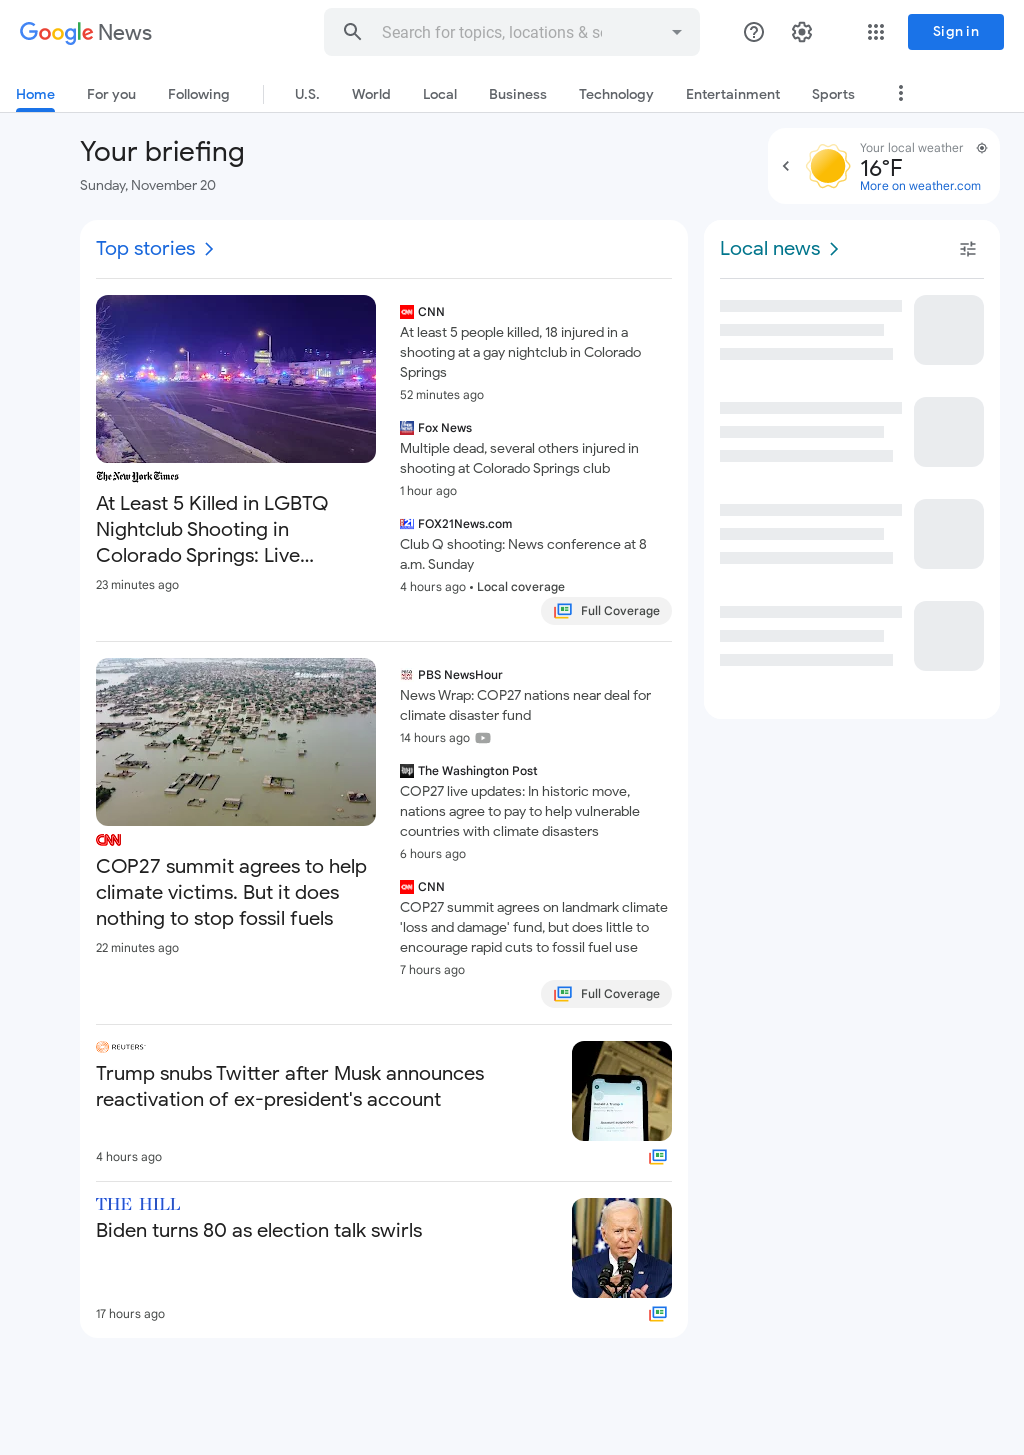 Google News
Search for topics, locations & so
Sign in
Home
For you
Following
U.S.
World
Local
Business
Technology
Entertainment
Sports
Your briefing
Sunday, November 20
Your local weather
16°F
More on weather.com
Top stories
The New York Times
At Least 5 Killed in LGBTQ
Nightclub Shooting in
Colorado Springs: Live...
23 minutes ago
CNN
At least 5 people killed, 18 injured in a
shooting at a gay nightclub in Colorado
Springs
52 minutes ago
Fox News
Multiple dead, several others injured in
shooting at Colorado Springs club
1 hour ago
FOX21News.com
Club Q shooting: News conference at 8
a.m. Sunday
4 hours ago • Local coverage
Full Coverage
CNN
COP27 summit agrees to help
climate victims. But it does
nothing to stop fossil fuels
22 minutes ago
PBS NewsHour
News Wrap: COP27 nations near deal for
climate disaster fund
14 hours ago
The Washington Post
COP27 live updates: In historic move,
nations agree to pay to help vulnerable
countries with climate disasters
6 hours ago
CNN
COP27 summit agrees on landmark climate
'loss and damage' fund, but does little to
encourage rapid cuts to fossil fuel use
7 hours ago
Full Coverage
REUTERS
Trump snubs Twitter after Musk announces
reactivation of ex-president's account
4 hours ago
THE HILL
Biden turns 80 as election talk swirls
17 hours ago
Local news